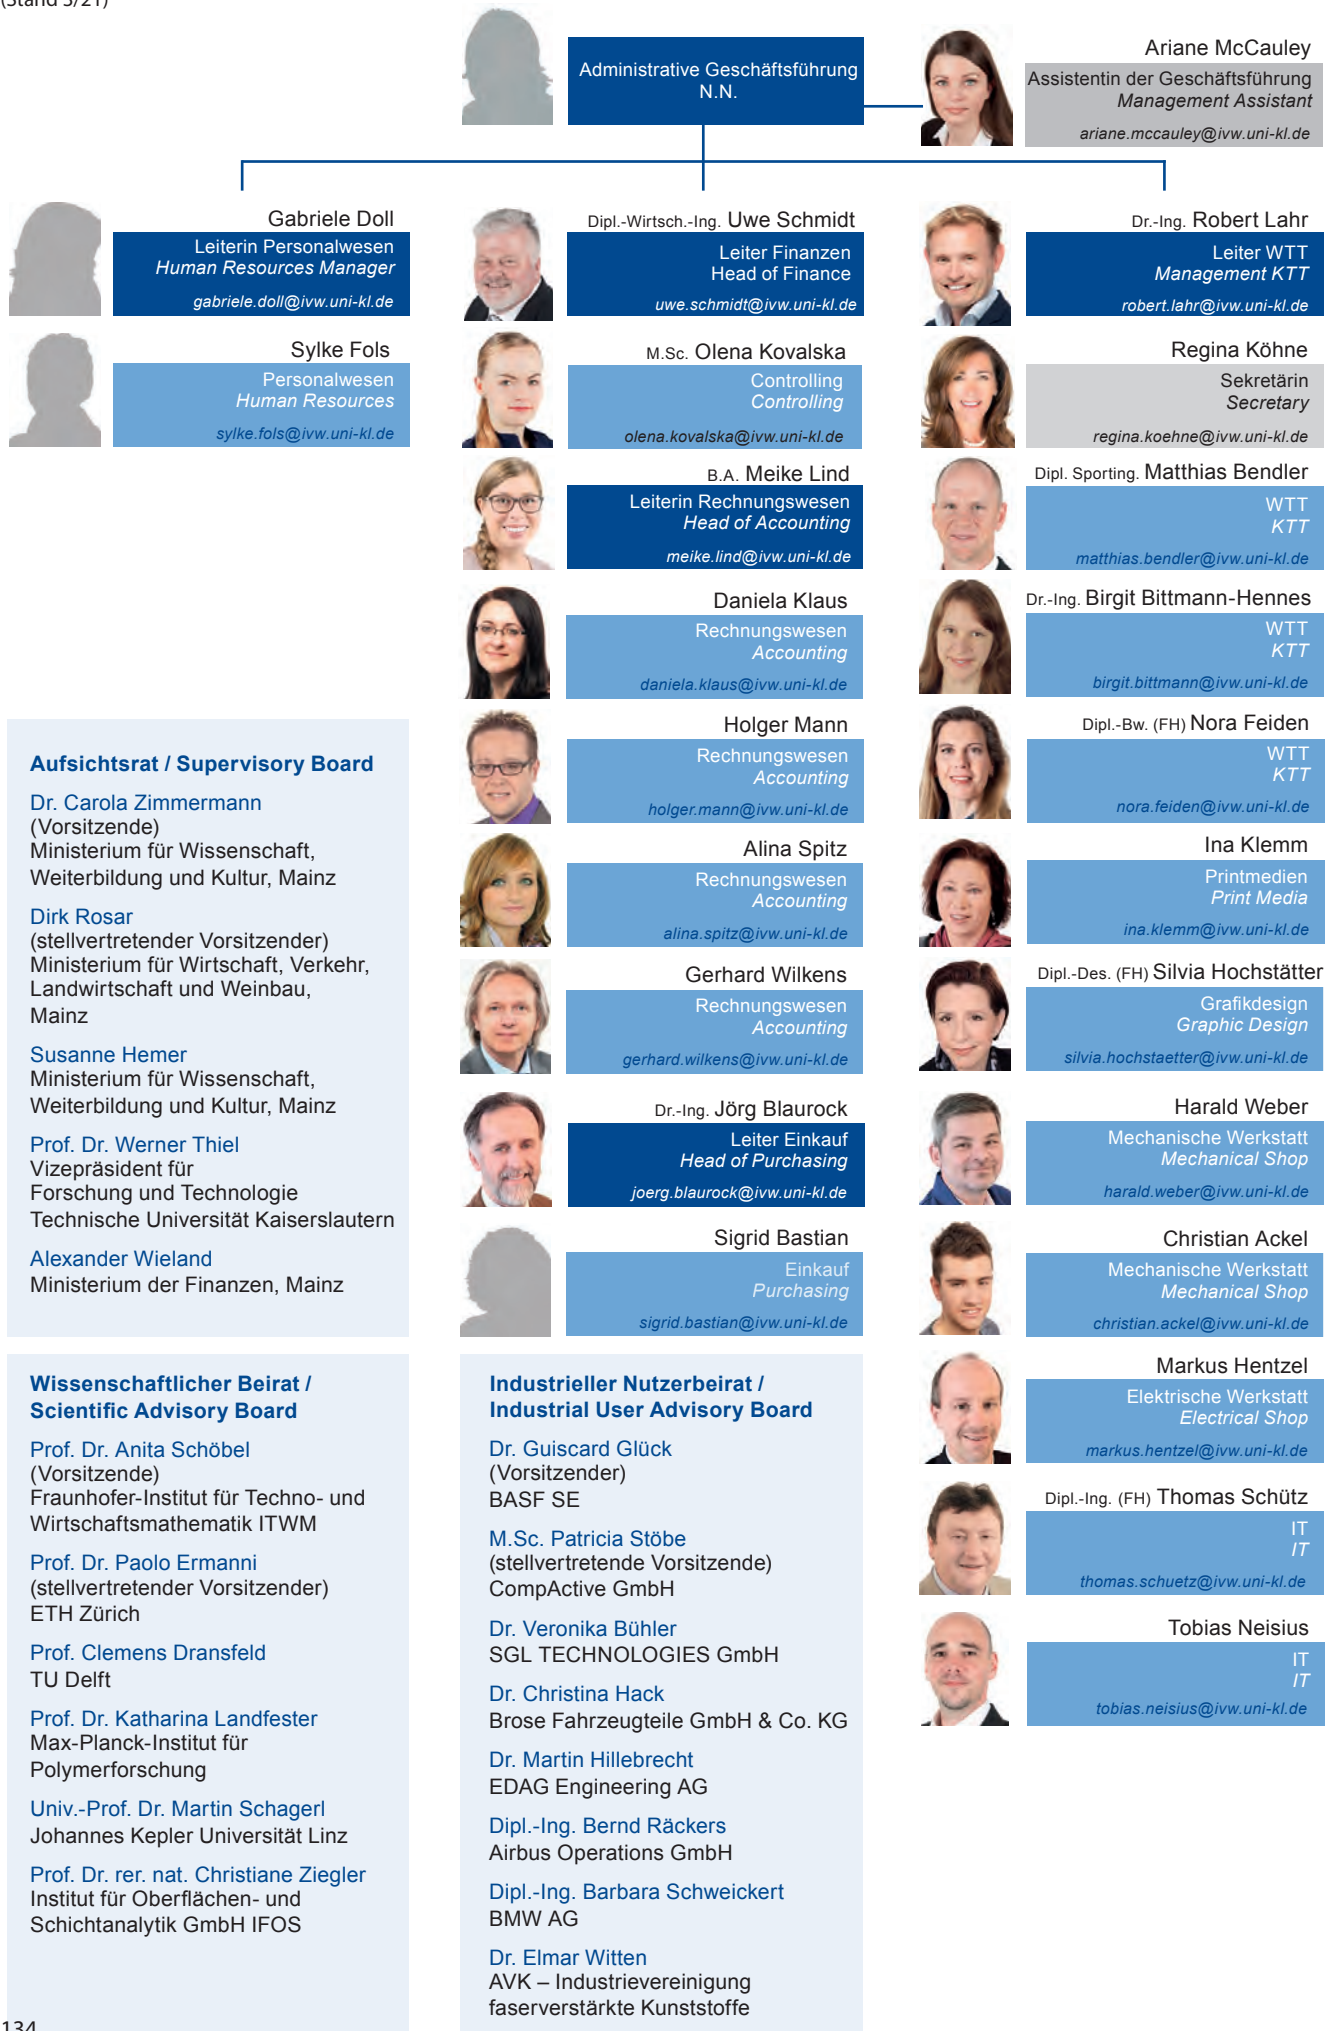 (Stand 3/21)
Administrative Geschäftsführung
N.N.
Ariane McCauley
Assistentin der Geschäftsführung
Management Assistant
ariane.mccauley@ivw.uni-kl.de
Gabriele Doll
Leiterin Personalwesen
Human Resources Manager
gabriele.doll@ivw.uni-kl.de
Sylke Fols
Personalwesen
Human Resources
sylke.fols@ivw.uni-kl.de
Dipl.-Wirtsch.-Ing. Uwe Schmidt
Leiter Finanzen
Head of Finance
uwe.schmidt@ivw.uni-kl.de
M.Sc. Olena Kovalska
Controlling
Controlling
olena.kovalska@ivw.uni-kl.de
B.A. Meike Lind
Leiterin Rechnungswesen
Head of Accounting
meike.lind@ivw.uni-kl.de
Daniela Klaus
Rechnungswesen
Accounting
daniela.klaus@ivw.uni-kl.de
Holger Mann
Rechnungswesen
Accounting
holger.mann@ivw.uni-kl.de
Alina Spitz
Rechnungswesen
Accounting
alina.spitz@ivw.uni-kl.de
Gerhard Wilkens
Rechnungswesen
Accounting
gerhard.wilkens@ivw.uni-kl.de
Dr.-Ing. Jörg Blaurock
Leiter Einkauf
Head of Purchasing
joerg.blaurock@ivw.uni-kl.de
Sigrid Bastian
Einkauf
Purchasing
sigrid.bastian@ivw.uni-kl.de
Dr.-Ing. Robert Lahr
Leiter WTT
Management KTT
robert.lahr@ivw.uni-kl.de
Regina Köhne
Sekretärin
Secretary
regina.koehne@ivw.uni-kl.de
Dipl. Sporting. Matthias Bendler
WTT
KTT
matthias.bendler@ivw.uni-kl.de
Dr.-Ing. Birgit Bittmann-Hennes
WTT
KTT
birgit.bittmann@ivw.uni-kl.de
Dipl.-Bw. (FH) Nora Feiden
WTT
KTT
nora.feiden@ivw.uni-kl.de
Ina Klemm
Printmedien
Print Media
ina.klemm@ivw.uni-kl.de
Dipl.-Des. (FH) Silvia Hochstätter
Grafikdesign
Graphic Design
silvia.hochstaetter@ivw.uni-kl.de
Harald Weber
Mechanische Werkstatt
Mechanical Shop
harald.weber@ivw.uni-kl.de
Christian Ackel
Mechanische Werkstatt
Mechanical Shop
christian.ackel@ivw.uni-kl.de
Markus Hentzel
Elektrische Werkstatt
Electrical Shop
markus.hentzel@ivw.uni-kl.de
Dipl.-Ing. (FH) Thomas Schütz
IT
IT
thomas.schuetz@ivw.uni-kl.de
Tobias Neisius
IT
IT
tobias.neisius@ivw.uni-kl.de
Aufsichtsrat / Supervisory Board
Dr. Carola Zimmermann
(Vorsitzende)
Ministerium für Wissenschaft,
Weiterbildung und Kultur, Mainz
Dirk Rosar
(stellvertretender Vorsitzender)
Ministerium für Wirtschaft, Verkehr,
Landwirtschaft und Weinbau,
Mainz
Susanne Hemer
Ministerium für Wissenschaft,
Weiterbildung und Kultur, Mainz
Prof. Dr. Werner Thiel
Vizepräsident für
Forschung und Technologie
Technische Universität Kaiserslautern
Alexander Wieland
Ministerium der Finanzen, Mainz
Wissenschaftlicher Beirat /
Scientific Advisory Board
Prof. Dr. Anita Schöbel
(Vorsitzende)
Fraunhofer-Institut für Techno- und
Wirtschaftsmathematik ITWM
Prof. Dr. Paolo Ermanni
(stellvertretender Vorsitzender)
ETH Zürich
Prof. Clemens Dransfeld
TU Delft
Prof. Dr. Katharina Landfester
Max-Planck-Institut für
Polymerforschung
Univ.-Prof. Dr. Martin Schagerl
Johannes Kepler Universität Linz
Prof. Dr. rer. nat. Christiane Ziegler
Institut für Oberflächen- und
Schichtanalytik GmbH IFOS
Industrieller Nutzerbeirat /
Industrial User Advisory Board
Dr. Guiscard Glück
(Vorsitzender)
BASF SE
M.Sc. Patricia Stöbe
(stellvertretende Vorsitzende)
CompActive GmbH
Dr. Veronika Bühler
SGL TECHNOLOGIES GmbH
Dr. Christina Hack
Brose Fahrzeugteile GmbH & Co. KG
Dr. Martin Hillebrecht
EDAG Engineering AG
Dipl.-Ing. Bernd Räckers
Airbus Operations GmbH
Dipl.-Ing. Barbara Schweickert
BMW AG
Dr. Elmar Witten
AVK – Industrievereinigung
faserverstärkte Kunststoffe
134